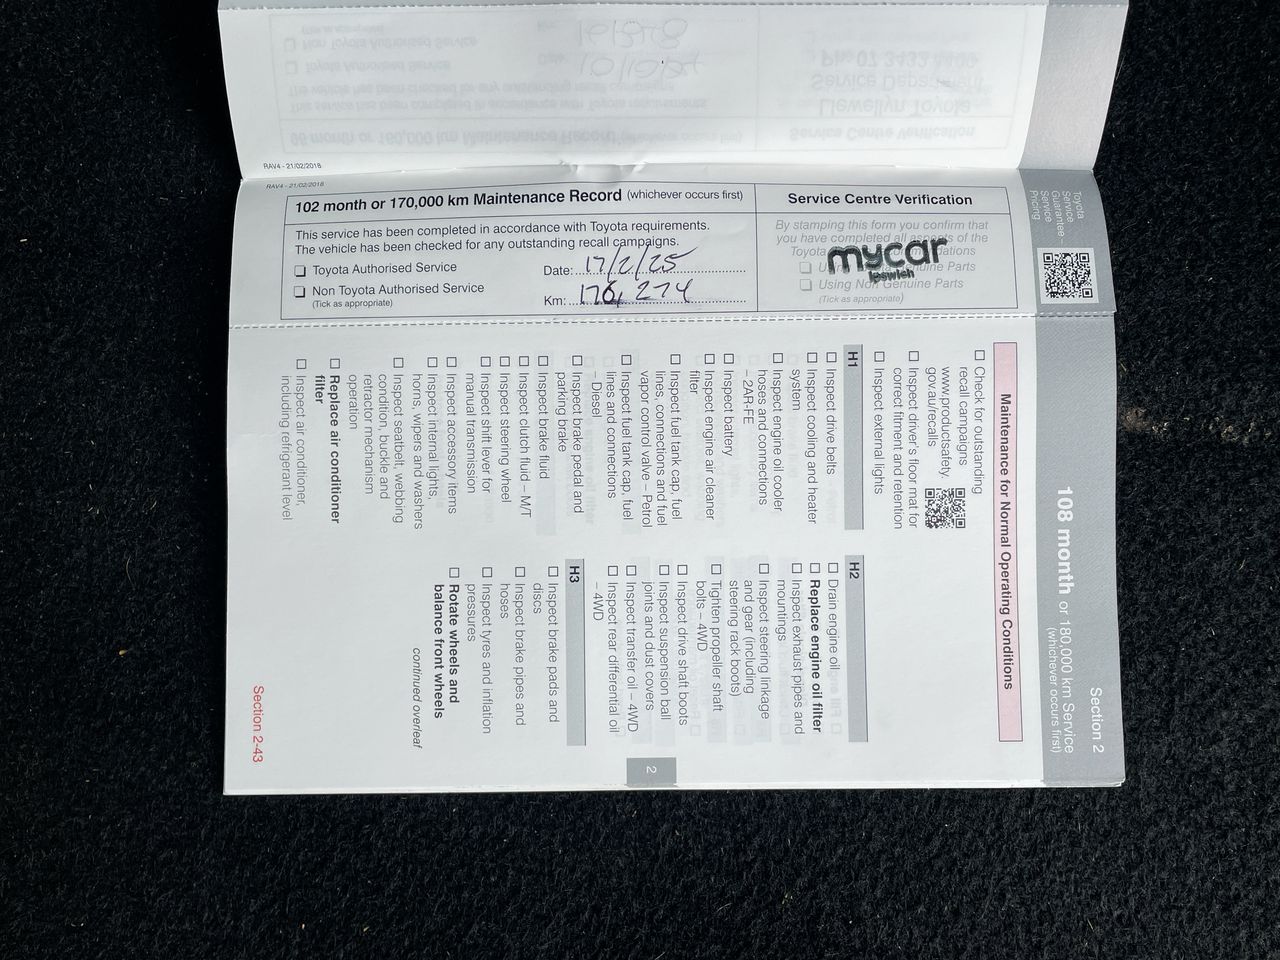 RAV4 - 21/02/2018
RAV4 - 21/02/2018
102 month or 170,000 km Maintenance Record (whichever occurs first)
This service has been completed in accordance with Toyota requirements.
The vehicle has been checked for any outstanding recall campaigns.
❏ Toyota Authorised Service
❏ Non Toyota Authorised Service
(Tick as appropriate)
Date: 17/2/25
Km: 176,274
Service Centre Verification
By stamping this form you confirm that
you have completed all aspects of the
Toyota
mycar
Ipswich
Genuine Parts
❏ Using Non Genuine Parts
(Tick as appropriate)
Toyota
Service
Guarantee–
Service
Pricing
Section 2
108 month or 180,000 km Service
(whichever occurs first)
Maintenance for Normal Operating Conditions
☐ Check for outstanding
recall campaigns
www.productsafety.
gov.au/recalls
☐ Inspect driver's floor mat for
correct fitment and retention
☐ Inspect external lights
H1
☐ Inspect drive belts
☐ Inspect cooling and heater
system
☐ Inspect engine oil cooler
hoses and connections
– 2AR-FE
☐ Inspect battery
☐ Inspect engine air cleaner
filter
☐ Inspect fuel tank cap, fuel
lines, connections and fuel
vapor control valve – Petrol
☐ Inspect fuel tank cap, fuel
lines and connections
– Diesel
☐ Inspect brake pedal and
parking brake
☐ Inspect brake fluid
☐ Inspect clutch fluid – M/T
☐ Inspect steering wheel
☐ Inspect shift lever for
manual transmission
☐ Inspect accessory items
☐ Inspect internal lights,
horns, wipers and washers
☐ Inspect seatbelt, webbing
condition, buckle and
retractor mechanism
operation
☐ Replace air conditioner
filter
☐ Inspect air conditioner,
including refrigerant level
H2
☐ Drain engine oil
☐ Replace engine oil filter
☐ Inspect exhaust pipes and
mountings
☐ Inspect steering linkage
and gear (including
steering rack boots)
☐ Tighten propeller shaft
bolts – 4WD
☐ Inspect drive shaft boots
☐ Inspect suspension ball
joints and dust covers
☐ Inspect transfer oil – 4WD
☐ Inspect rear differential oil
– 4WD
H3
☐ Inspect brake pads and
discs
☐ Inspect brake pipes and
hoses
☐ Inspect tyres and inflation
pressures
☐ Rotate wheels and
balance front wheels
continued overleaf
2
Section 2-43